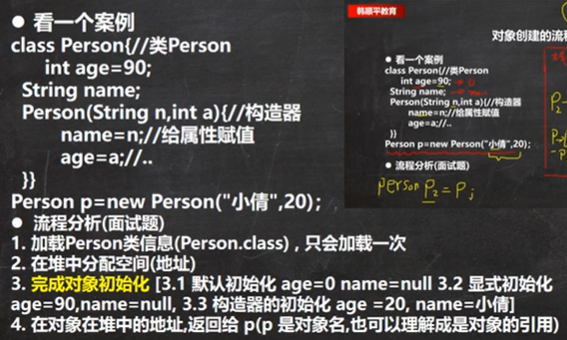 看一个案例
class Person{//类Person
int age=90;
String name;
Person(String n,int a){//构造器
name=n;//给属性赋值
age=a;//..
}}
Person p=new Person("小倩",20);
流程分析(面试题)
1. 加载Person类信息(Person.class) , 只会加载一次
2. 在堆中分配空间(地址)
3. 完成对象初始化 [3.1 默认初始化 age=0 name=null 3.2 显式初始化
age=90,name=null, 3.3 构造器的初始化 age =20, name=小倩]
4. 在对象在堆中的地址,返回给 p(p 是对象名,也可以理解成是对象的引用)
韩顺平教育
对象创建的流程
看一个案例
class Person{//类Person
int age=90;
String name;
Person(String n,int a){//构造器
name=n;//给属性赋值
age=a;//..
}}
Person p=new Person("小倩",20);
流程分析(面试题)
person p2 = p;